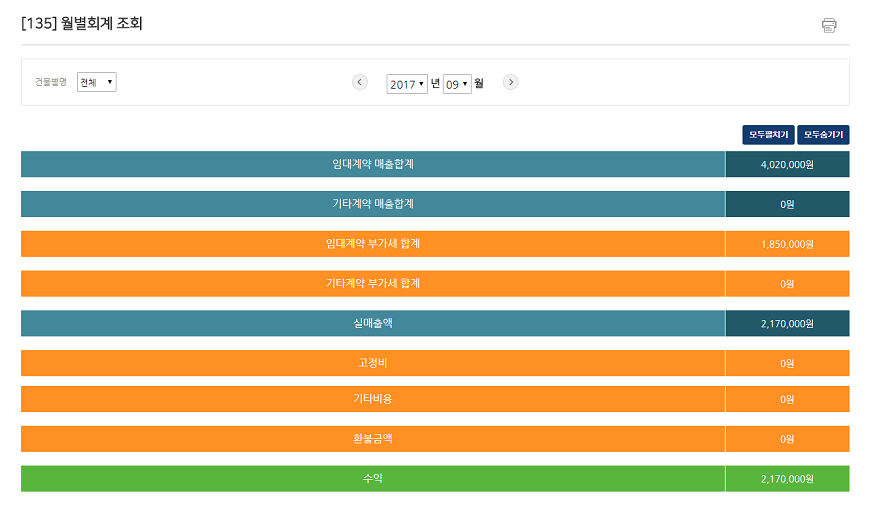 [135] 월별회계 조회
건물별명 전체 2017 년 09 월
모두펼치기 모두숨기기
임대계약 매출합계 4,020,000원
기타계약 매출합계 0원
임대계약 부가세 합계 1,850,000원
기타계약 부가세 합계 0원
실매출액 2,170,000원
고정비 0원
기타비용 0원
환불금액 0원
수익 2,170,000원